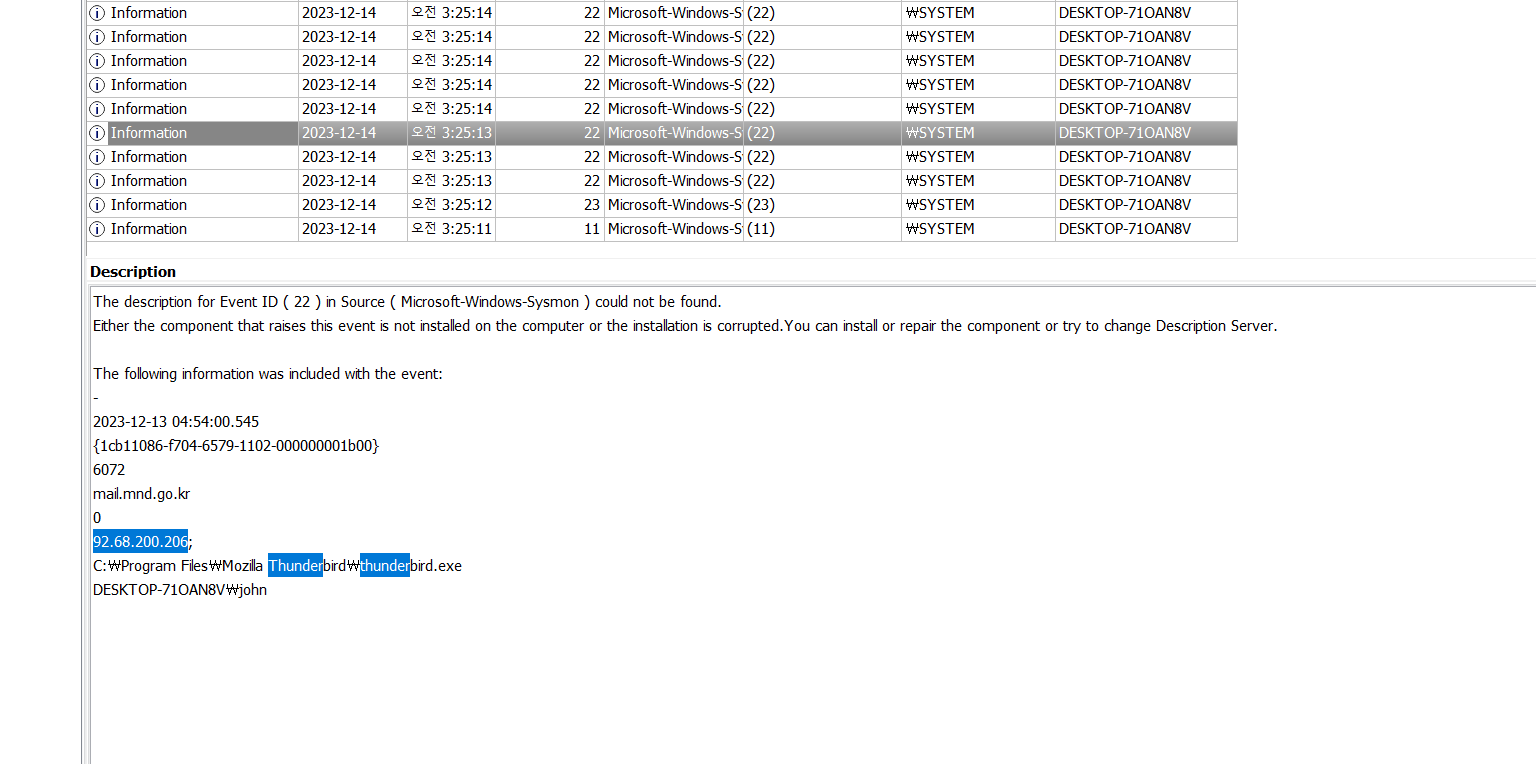 Information 2023-12-14 오전 3:25:14 22 Microsoft-Windows-S (22) ₩SYSTEM DESKTOP-71OAN8V
Information 2023-12-14 오전 3:25:14 22 Microsoft-Windows-S (22) ₩SYSTEM DESKTOP-71OAN8V
Information 2023-12-14 오전 3:25:14 22 Microsoft-Windows-S (22) ₩SYSTEM DESKTOP-71OAN8V
Information 2023-12-14 오전 3:25:14 22 Microsoft-Windows-S (22) ₩SYSTEM DESKTOP-71OAN8V
Information 2023-12-14 오전 3:25:14 22 Microsoft-Windows-S (22) ₩SYSTEM DESKTOP-71OAN8V
Information 2023-12-14 오전 3:25:13 22 Microsoft-Windows-S (22) ₩SYSTEM DESKTOP-71OAN8V
Information 2023-12-14 오전 3:25:13 22 Microsoft-Windows-S (22) ₩SYSTEM DESKTOP-71OAN8V
Information 2023-12-14 오전 3:25:13 22 Microsoft-Windows-S (22) ₩SYSTEM DESKTOP-71OAN8V
Information 2023-12-14 오전 3:25:12 23 Microsoft-Windows-S (23) ₩SYSTEM DESKTOP-71OAN8V
Information 2023-12-14 오전 3:25:11 11 Microsoft-Windows-S (11) ₩SYSTEM DESKTOP-71OAN8V
Description
The description for Event ID ( 22 ) in Source ( Microsoft-Windows-Sysmon ) could not be found.
Either the component that raises this event is not installed on the computer or the installation is corrupted.You can install or repair the component or try to change Description Server.
The following information was included with the event:
-
2023-12-13 04:54:00.545
{1cb11086-f704-6579-1102-000000001b00}
6072
mail.mnd.go.kr
0
92.68.200.206;
C:₩Program Files₩Mozilla Thunderbird₩thunderbird.exe
DESKTOP-71OAN8V₩john